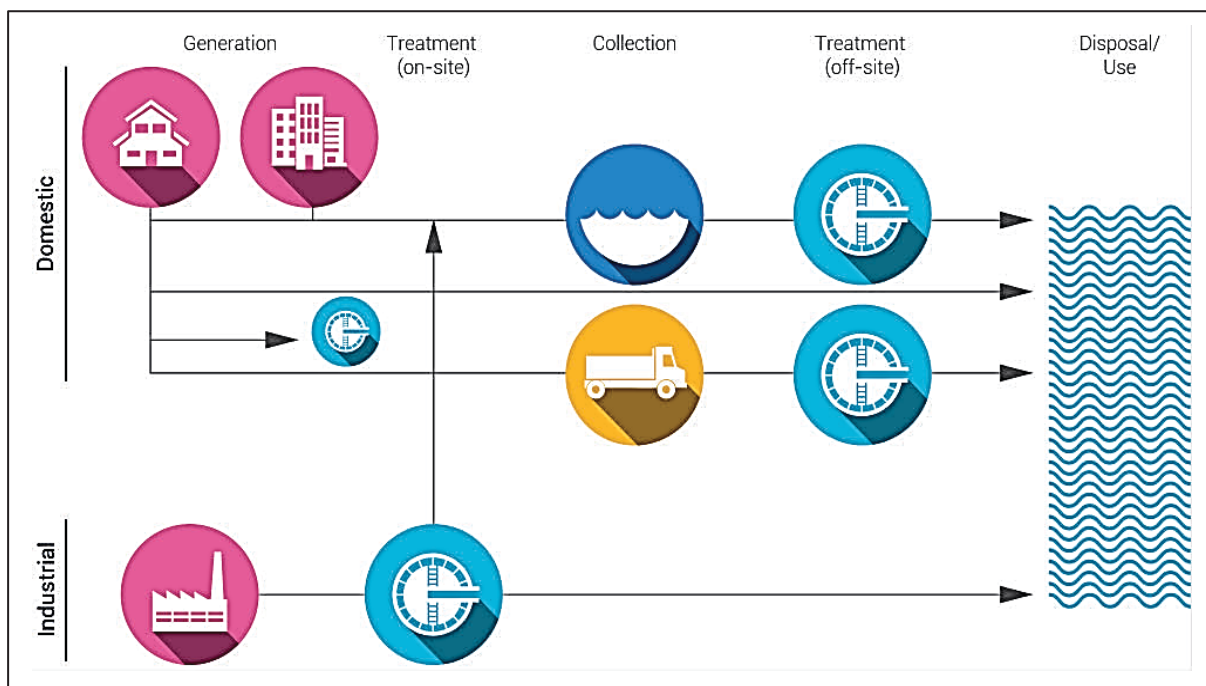 Generation
Treatment
(on-site)
Collection
Treatment
(off-site)
Disposal/
Use
Domestic
Industrial